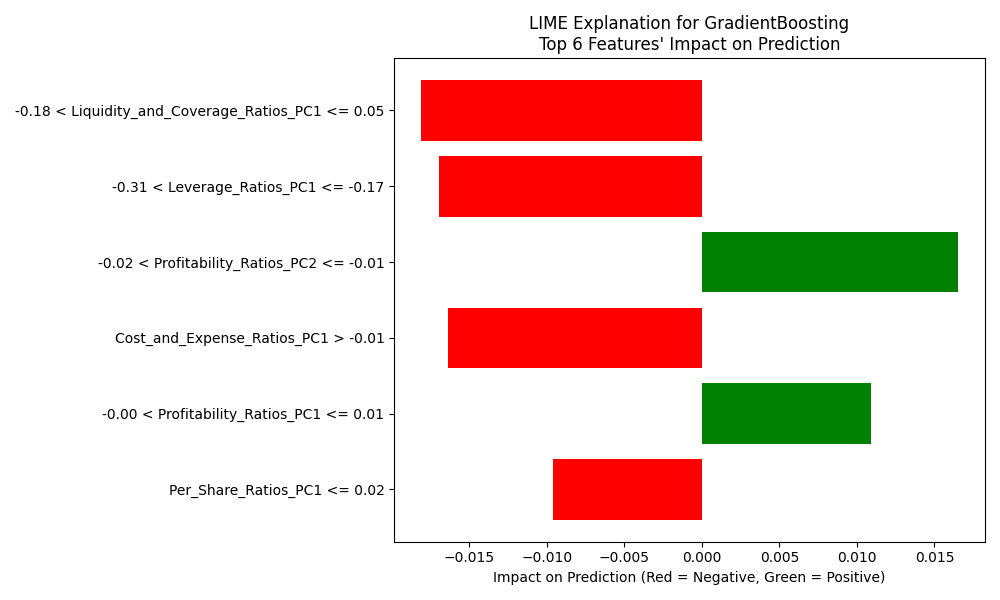 LIME Explanation for GradientBoosting
Top 6 Features' Impact on Prediction
-0.18 < Liquidity_and_Coverage_Ratios_PC1 <= 0.05
-0.31 < Leverage_Ratios_PC1 <= -0.17
-0.02 < Profitability_Ratios_PC2 <= -0.01
Cost_and_Expense_Ratios_PC1 > -0.01
-0.00 < Profitability_Ratios_PC1 <= 0.01
Per_Share_Ratios_PC1 <= 0.02
−0.015 −0.010 −0.005 0.000 0.005 0.010 0.015
Impact on Prediction (Red = Negative, Green = Positive)